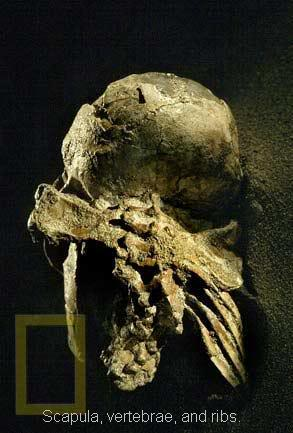 Scapula, vertebrae, and ribs.